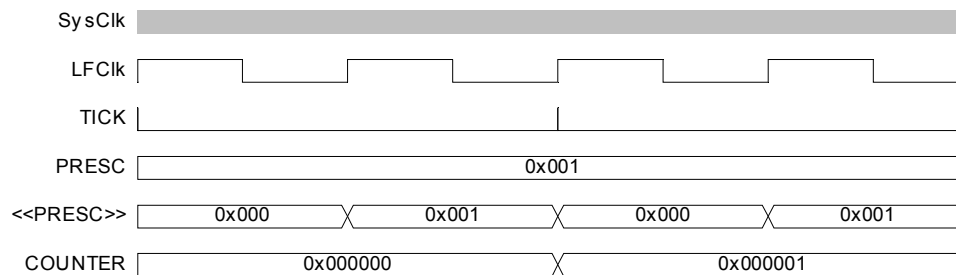 SysClk
LFClk
TICK
PRESC 0x001
<<PRESC>> 0x000 0x001 0x000 0x001
COUNTER 0x000000 0x000001